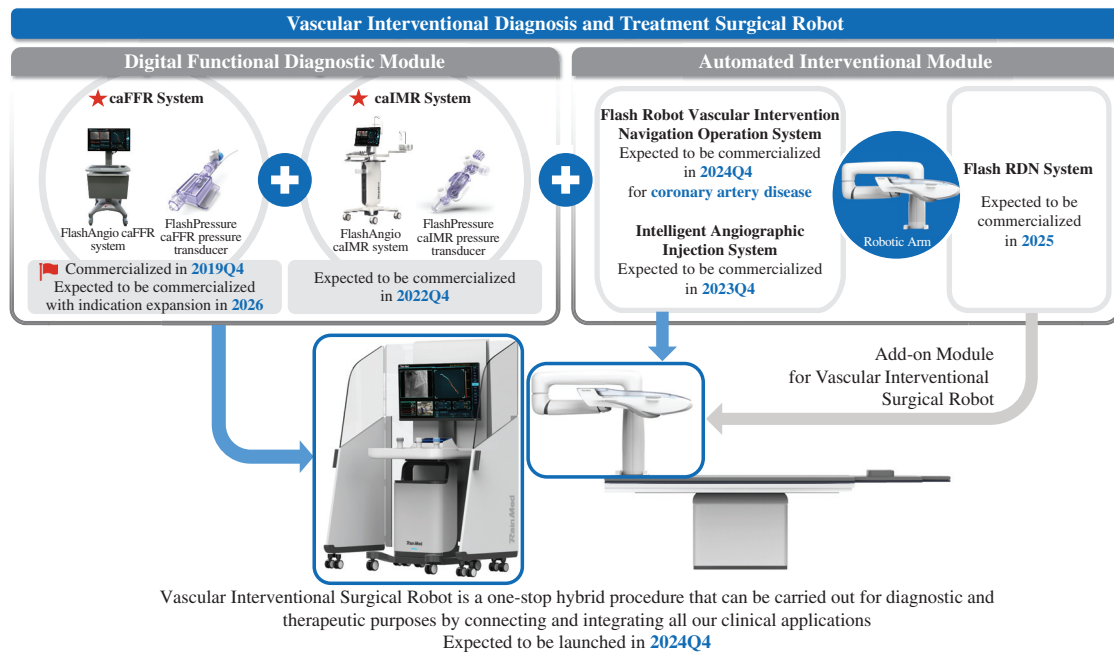 Vascular Interventional Diagnosis and Treatment Surgical Robot
Digital Functional Diagnostic Module
caFFR System
FlashAngio caFFR
system
FlashPressure
caFFR pressure
transducer
Commercialized in 2019Q4
Expected to be commercialized
with indication expansion in 2026
caIMR System
FlashAngio
caIMR system
FlashPressure
caIMR pressure
transducer
Expected to be commercialized
in 2022Q4
Automated Interventional Module
Flash Robot Vascular Intervention
Navigation Operation System
Expected to be commercialized
in 2024Q4
for coronary artery disease
Intelligent Angiographic
Injection System
Expected to be commercialized
in 2023Q4
Robotic Arm
Flash RDN System
Expected to be
commercialized
in 2025
Add-on Module
for Vascular Interventional
Surgical Robot
RainMed
RainMed
Vascular Interventional Surgical Robot is a one-stop hybrid procedure that can be carried out for diagnostic and
therapeutic purposes by connecting and integrating all our clinical applications
Expected to be launched in 2024Q4